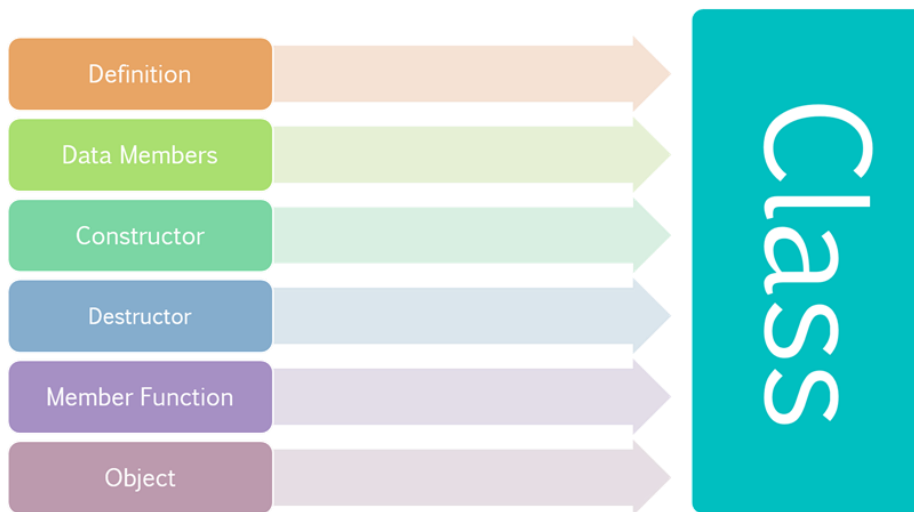 Definition
Data Members
Constructor
Destructor
Member Function
Object
Class